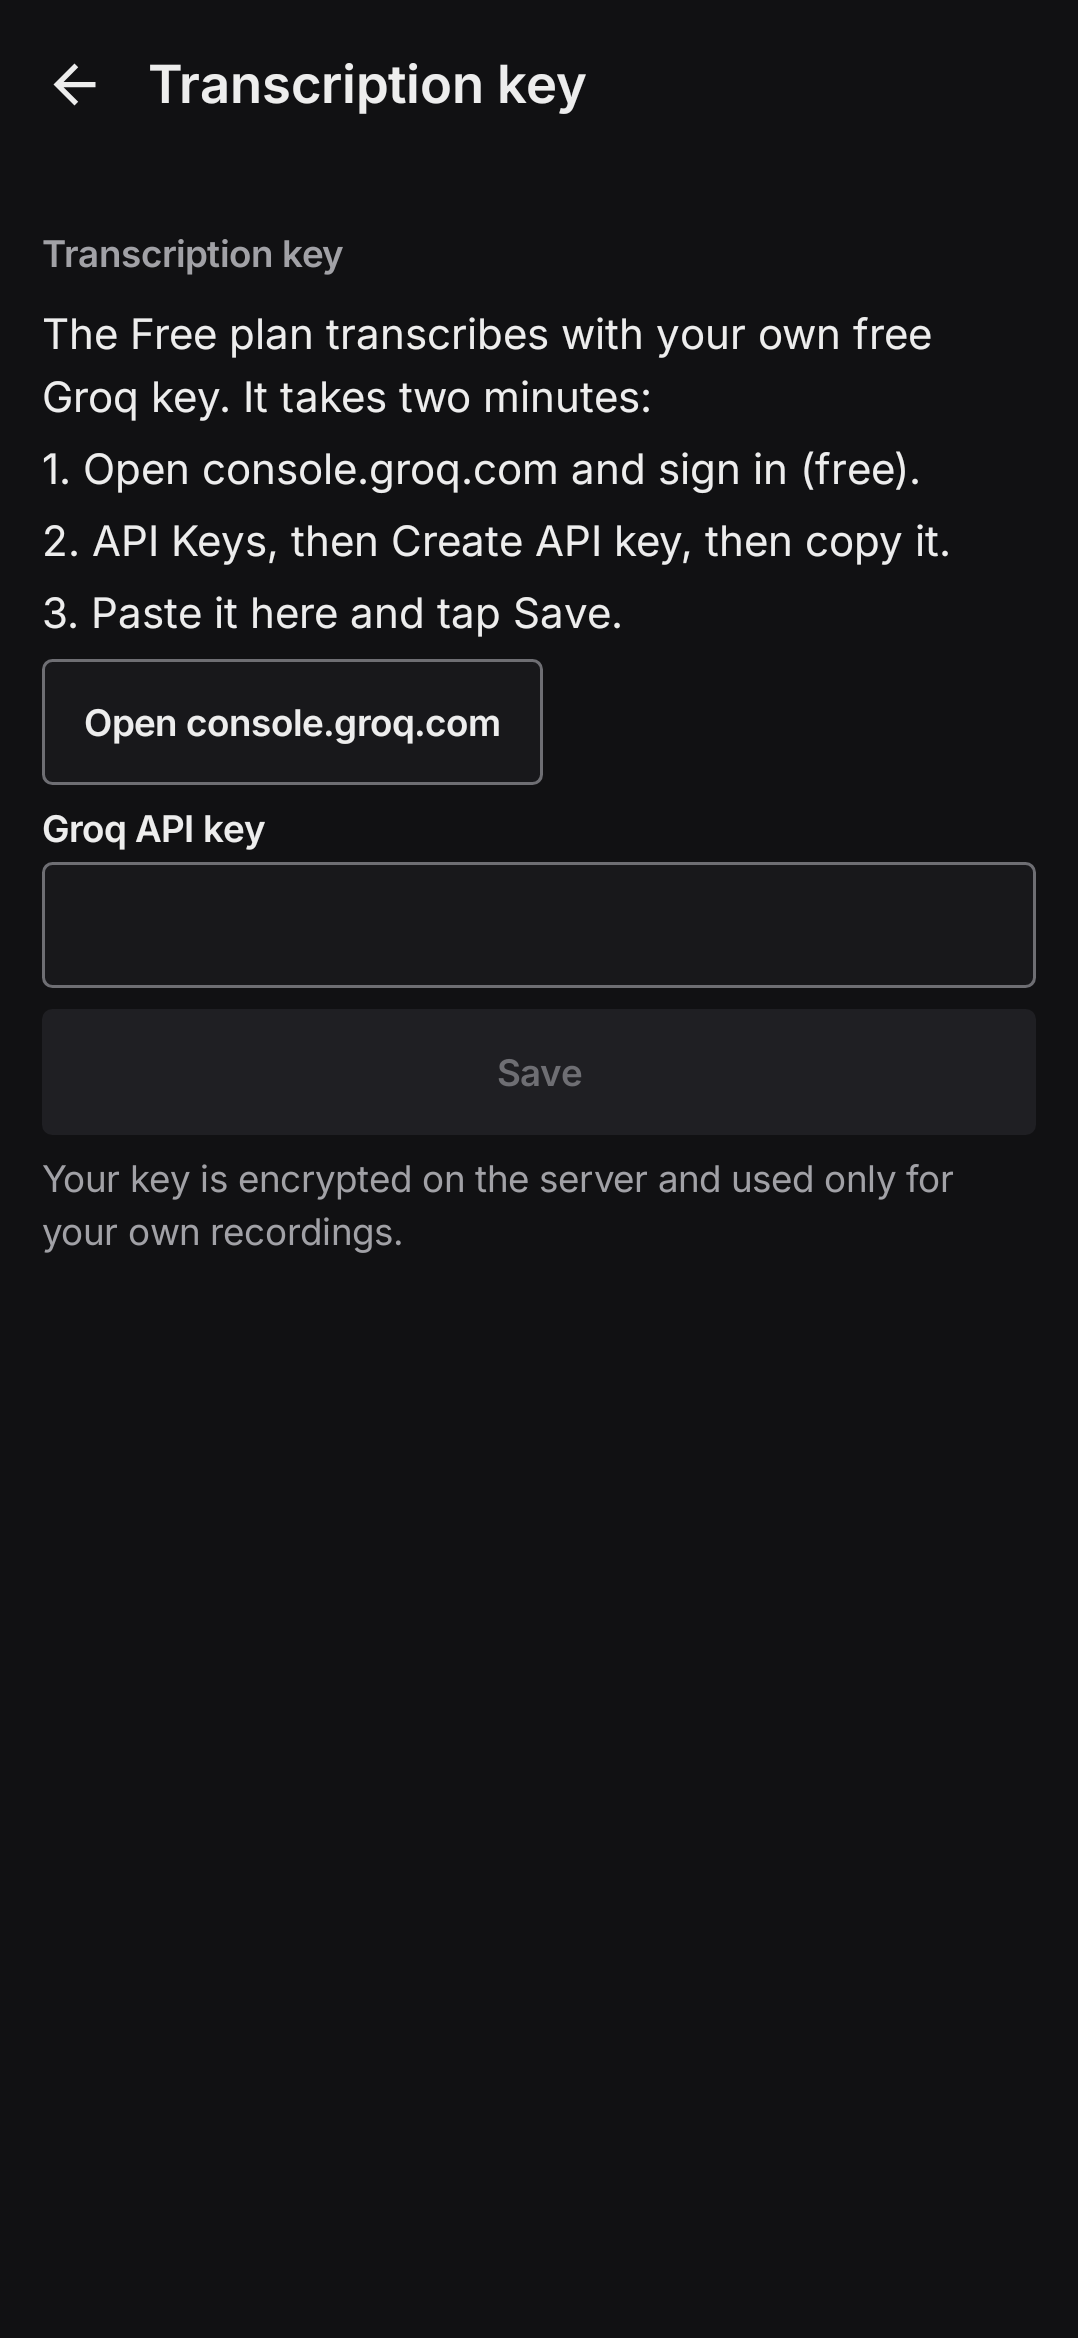 Transcription key
Transcription key
The Free plan transcribes with your own free
Groq key. It takes two minutes:
1. Open console.groq.com and sign in (free).
2. API Keys, then Create API key, then copy it.
3. Paste it here and tap Save.
Open console.groq.com
Groq API key
Save
Your key is encrypted on the server and used only for
your own recordings.